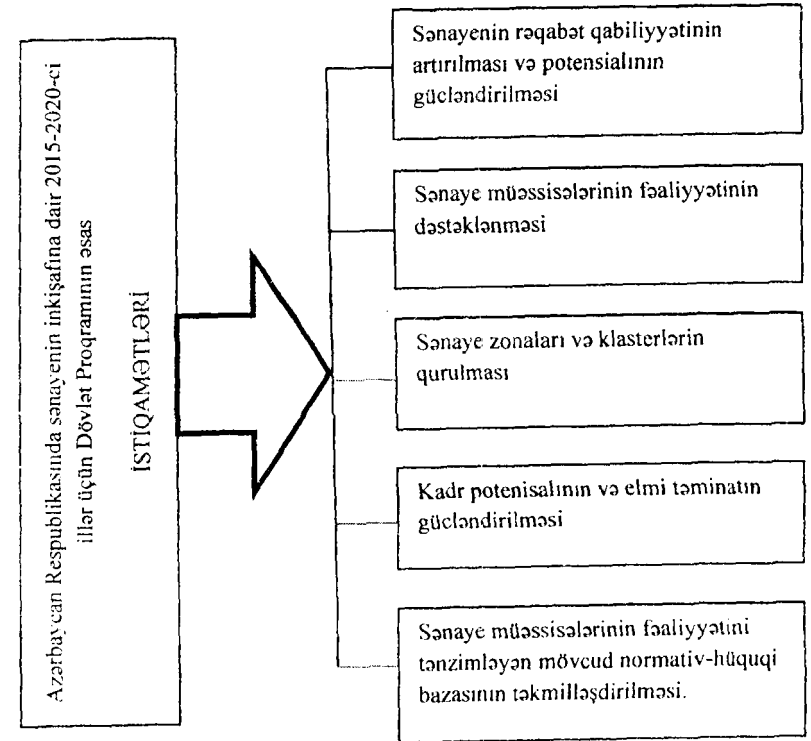 Azərbaycan Respublikasında sənayenin inkişafına dair 2015-2020-ci
illər üçün Dövlət Proqramının əsas
İSTİQAMƏTLƏRİ
Sənayenin rəqabət qabiliyyətinin
artırılması və potensialının
gücləndirilməsi
Sənaye müəssisələrinin fəaliyyətinin
dəstəklənməsi
Sənaye zonaları və klasterlərin
qurulması
Kadr potenisalının və elmi təminatın
gücləndirilməsi
Sənaye müəssisələrinin fəaliyyətini
tənzimləyən mövcud normativ-hüquqi
bazasının təkmilləşdirilməsi.